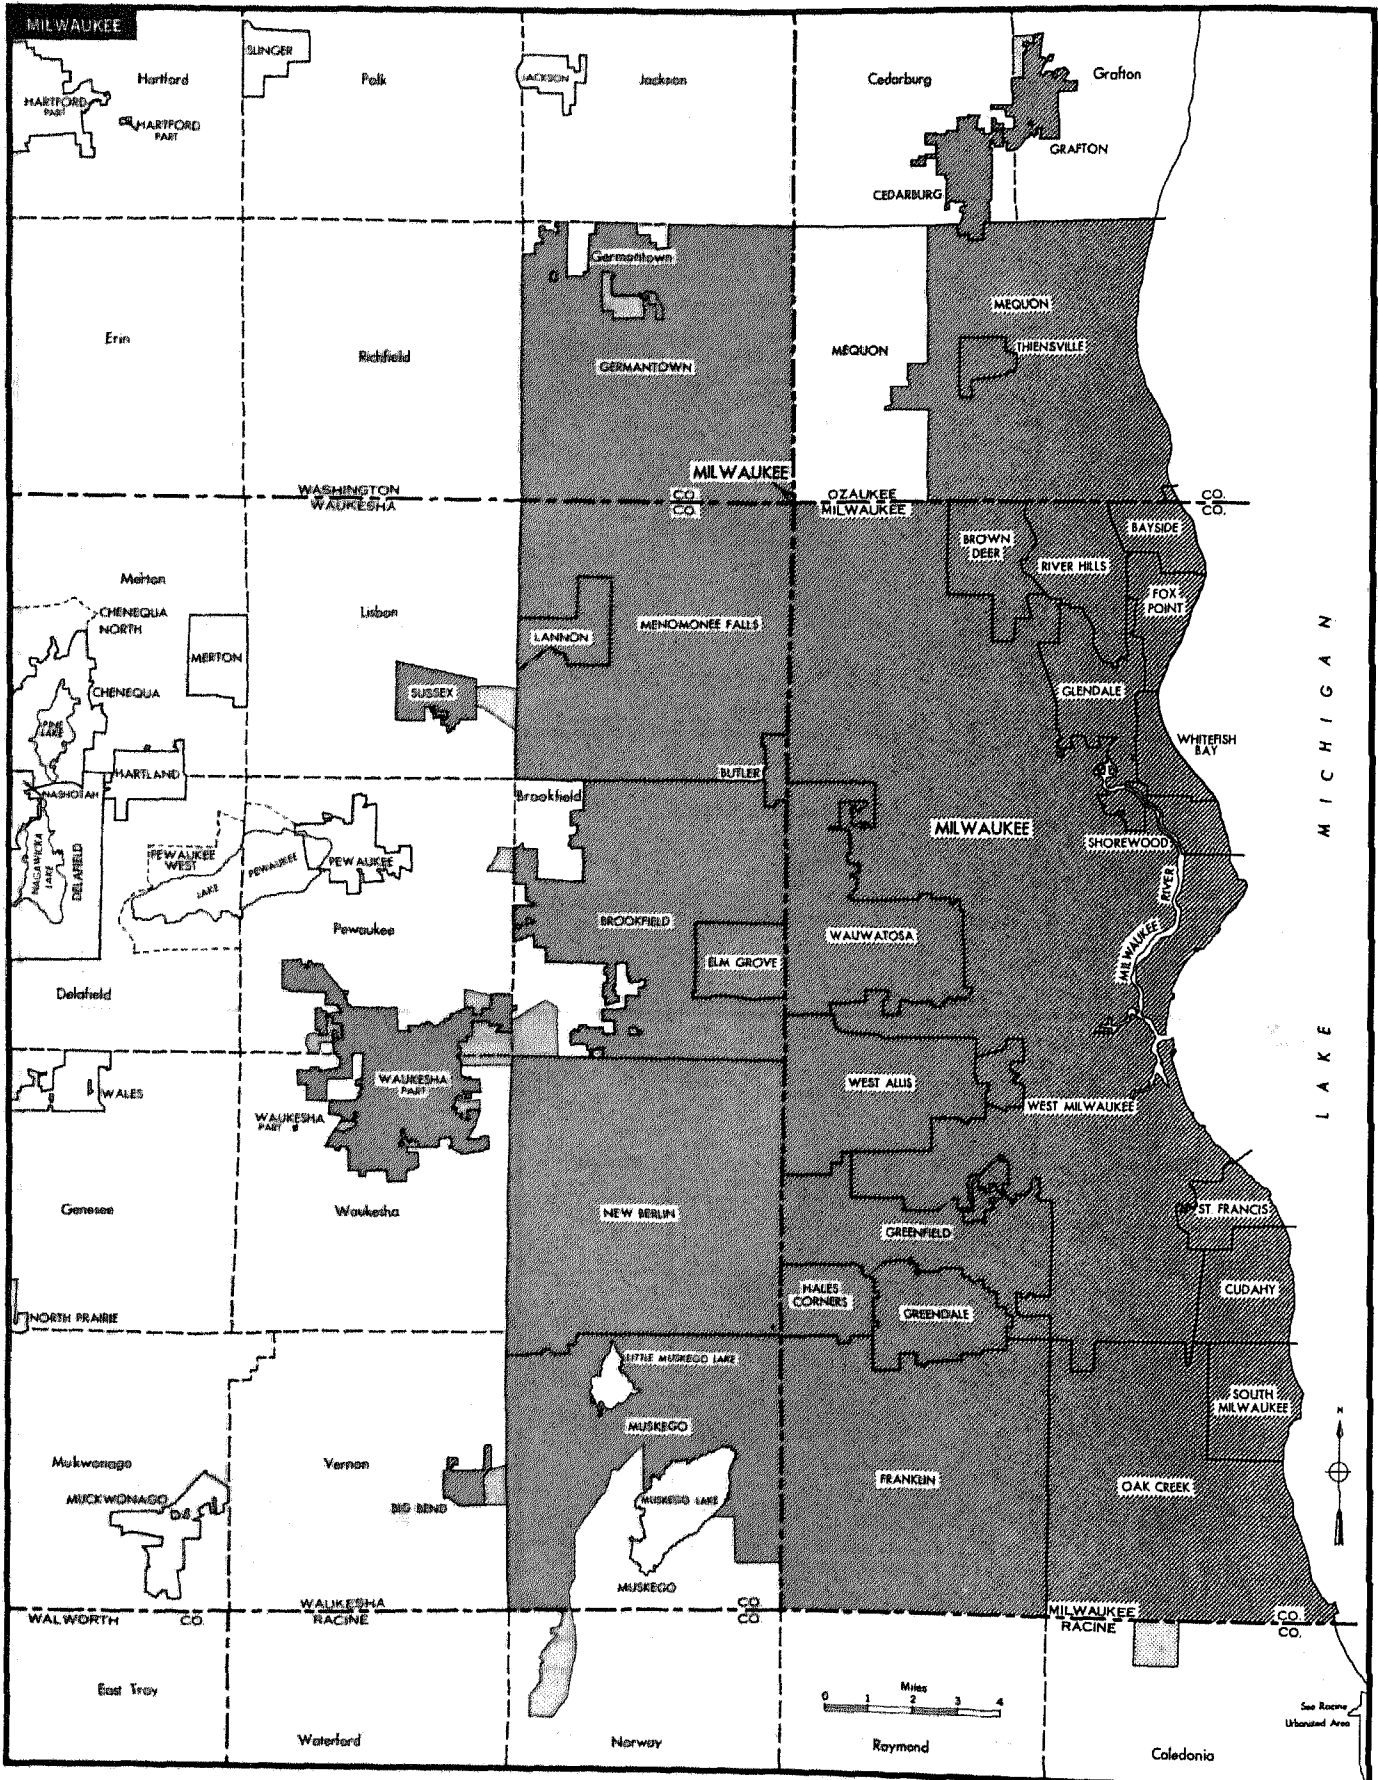 MILWAUKEE
SLINGER
Hartford
Polk
JACKSON
Jackson
Cedarburg
Grafton
HARTFORD
PART
HARTFORD
PART
GRAFTON
CEDARBURG
Germantown
MEQUON
Erin
Richfield
GERMANTOWN
MEQUON
THIENSVILLE
MILWAUKEE
WASHINGTON
WAUKESHA
CO.
CO.
OZAUKEE
MILWAUKEE
CO.
CO.
BAYSIDE
BROWN
DEER
RIVER HILLS
FOX
POINT
Merton
CHENEQUA
NORTH
Lisbon
LANNON
MENOMONEE FALLS
MERTON
CHENEQUA
SUSSEX
GLENDALE
PINE
LAKE
WHITEFISH
BAY
HARTLAND
BUTLER
NASHOTAH
Brookfield
MILWAUKEE
SHOREWOOD
LAKE MICHIGAN
NAGAWICKA
LAKE
DELAFIELD
PEWAUKEE
WEST
LAKE PEWAUKEE
PEWAUKEE
MILWAUKEE RIVER
Pewaukee
BROOKFIELD
WAUWATOSA
ELM GROVE
Delafield
WALES
WAUKESHA
PART
WEST ALLIS
WAUKESHA
PART
WEST MILWAUKEE
Genesee
Waukesha
NEW BERLIN
GREENFIELD
ST. FRANCIS
HALES
CORNERS
GREENDALE
CUDAHY
NORTH PRAIRIE
LITTLE MUSKEGO LAKE
SOUTH
MILWAUKEE
N
MUSKEGO
Mukwonago
Vernon
FRANKLIN
OAK CREEK
MUCKWONAGO
BIG BEND
MUSKEGO LAKE
MUSKEGO
WALWORTH CO.
WAUKESHA
RACINE
CO.
CO.
MILWAUKEE
RACINE
CO.
CO.
East Troy
Miles
0 1 2 3 4
See Racine
Urbanized Area
Waterford
Norway
Raymond
Caledonia